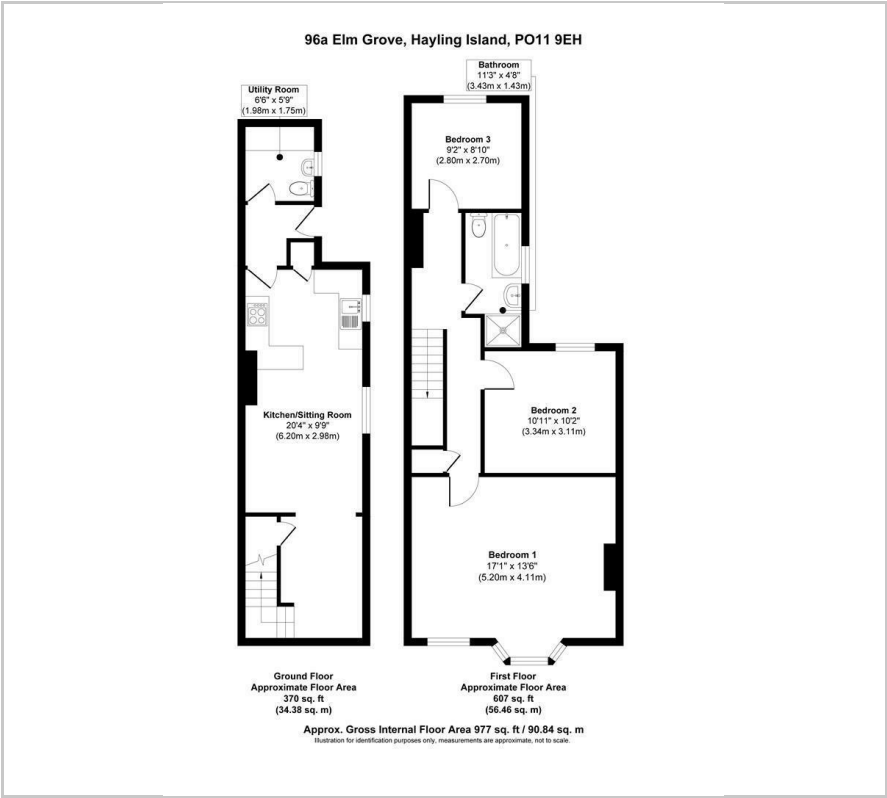 96a Elm Grove, Hayling Island, PO11 9EH
Bathroom
11'3" x 4'8"
(3.43m x 1.43m)
Utility Room
6'6" x 5'9"
(1.98m x 1.75m)
Bedroom 3
9'2" x 8'10"
(2.80m x 2.70m)
Kitchen/Sitting Room
20'4" x 9'9"
(6.20m x 2.98m)
Bedroom 2
10'11" x 10'2"
(3.34m x 3.11m)
Bedroom 1
17'1" x 13'6"
(5.20m x 4.11m)
Ground Floor
Approximate Floor Area
370 sq. ft
(34.38 sq. m)
First Floor
Approximate Floor Area
607 sq. ft
(56.46 sq. m)
Approx. Gross Internal Floor Area 977 sq. ft / 90.84 sq. m
Illustration for identification purposes only, measurements are approximate, not to scale.